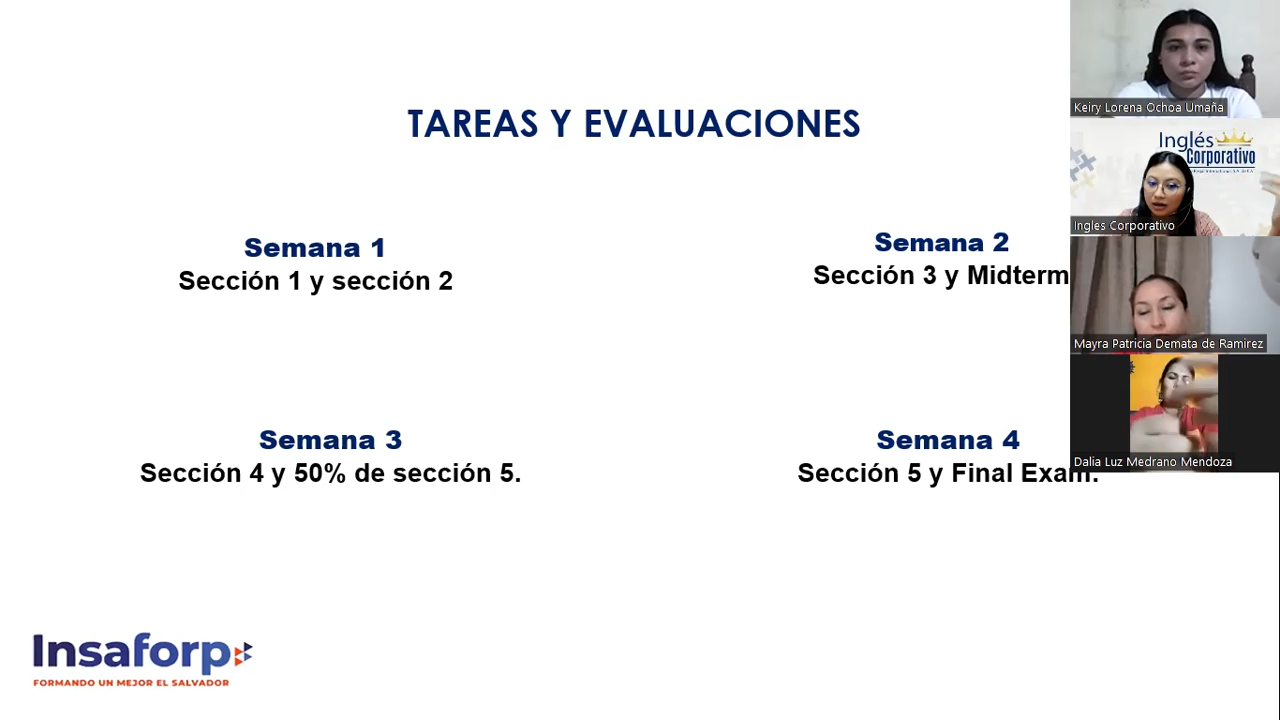 TAREAS Y EVALUACIONES
Semana 1
Sección 1 y sección 2
Semana 2
Sección 3 y Midterm
Semana 3
Sección 4 y 50% de sección 5.
Semana 4
Sección 5 y Final Exam.
Insaforp
FORMANDO UN MEJOR EL SALVADOR
Keiry Lorena Ochoa Umaña
Inglés
Corporativo
Ingles Corporativo
Mayra Patricia Demata de Ramirez
Dalia Luz Medrano Mendoza